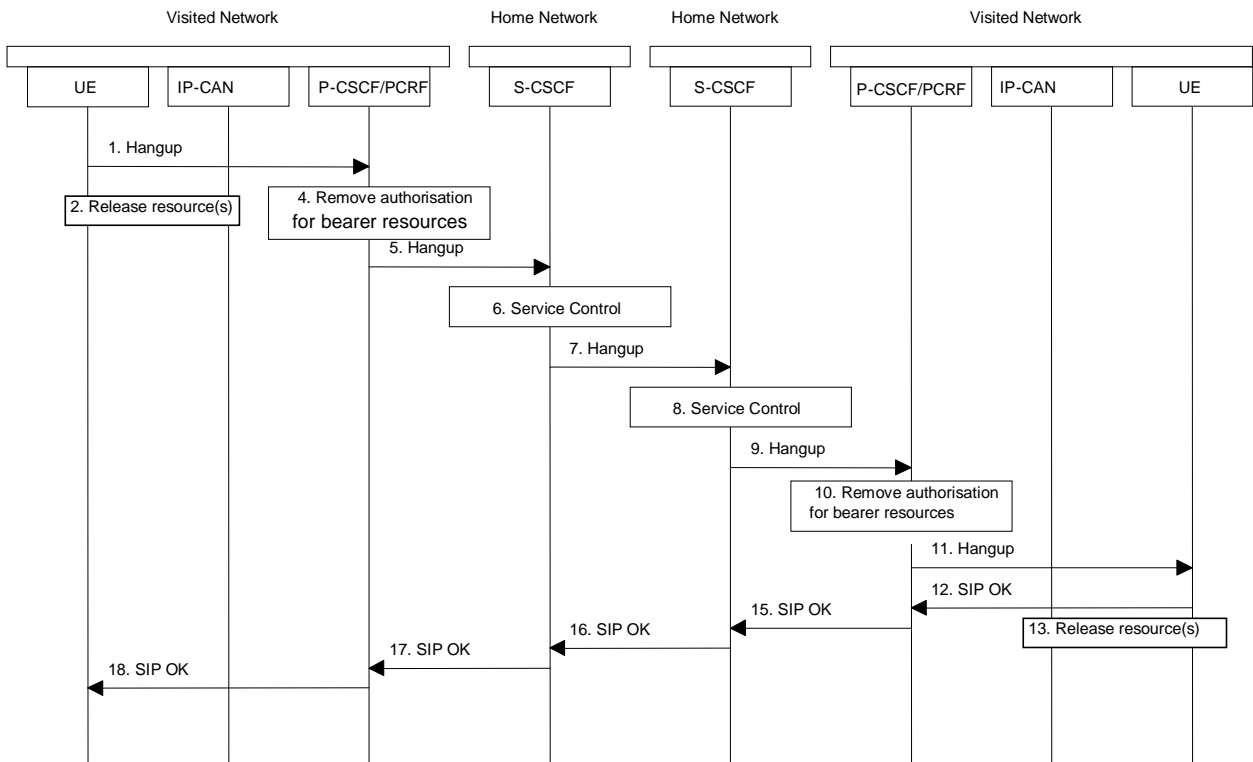 Visited Network
Home Network
Home Network
Visited Network
UE
IP-CAN
P-CSCF/PCRF
S-CSCF
S-CSCF
P-CSCF/PCRF
IP-CAN
UE
1. Hangup
2. Release resource(s)
4. Remove authorisation
for bearer resources
5. Hangup
6. Service Control
7. Hangup
8. Service Control
9. Hangup
10. Remove authorisation
for bearer resources
11. Hangup
12. SIP OK
13. Release resource(s)
15. SIP OK
16. SIP OK
17. SIP OK
18. SIP OK